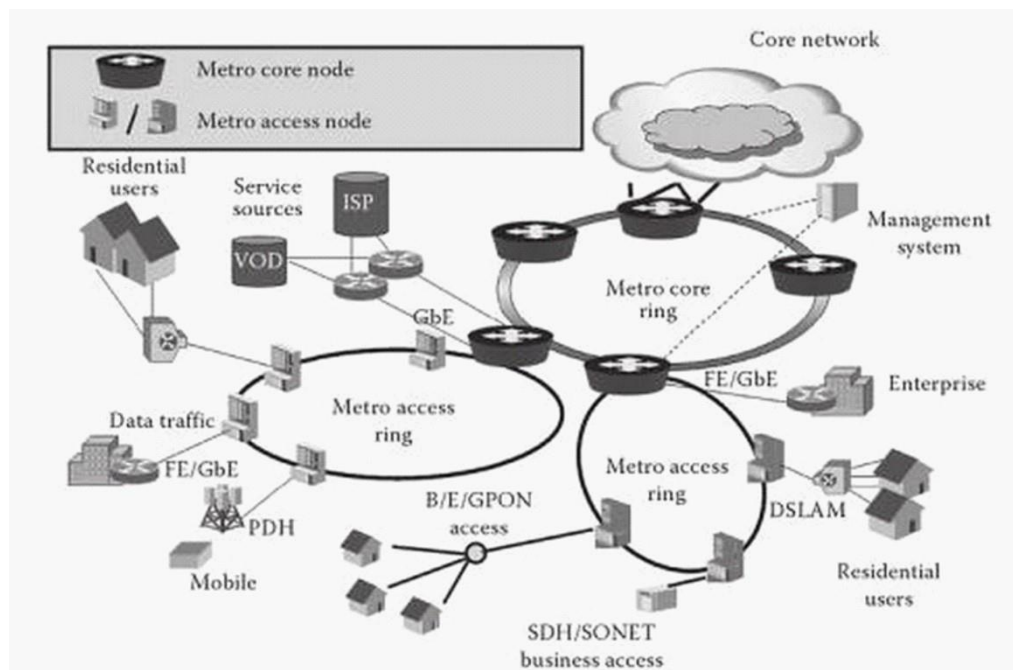 Core network
Metro core node
Metro access node
Residential
users
Service
sources
ISP
VOD
Management
system
Metro core
ring
GbE
FE/GbE
Enterprise
Metro access
ring
Data traffic
FE/GbE
PDH
Mobile
B/E/GPON
access
Metro access
ring
DSLAM
Residential
users
SDH/SONET
business access